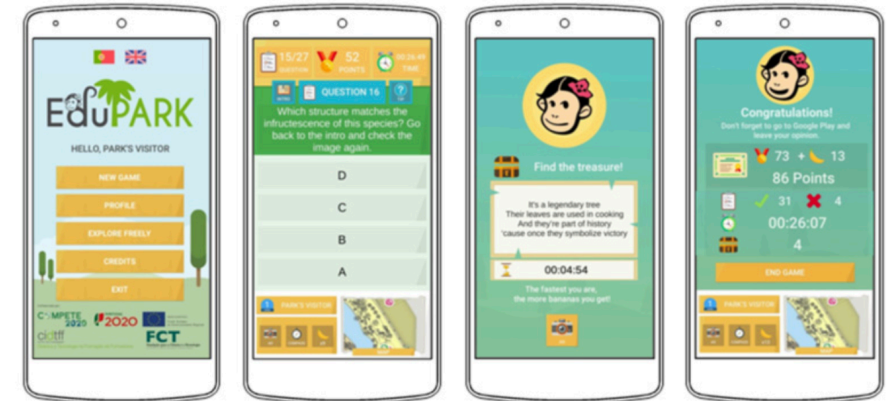 EduPARK
HELLO, PARK'S VISITOR
NEW GAME
PROFILE
EXPLORE FREELY
CREDITS
EXIT
COMPETE
2020
2020
cidtff
FCT
15/27
QUESTION
52
POINTS
TIME
INTRO
QUESTION 16
Which structure matches the
infructescence of this species? Go
back to the intro and check the
image again.
D
C
B
A
PARK'S VISITOR
MAP
Find the treasure!
It's a legendary tree
Their leaves are used in cooking
And they're part of history
'cause once they symbolize victory
00:04:54
The fastest you are,
the more bananas you get!
Congratulations!
Don't forget to go to Google Play and
leave your opinion.
73 + 13
86 Points
31 4
00:26:07
4
END GAME
PARK'S VISITOR
MAP